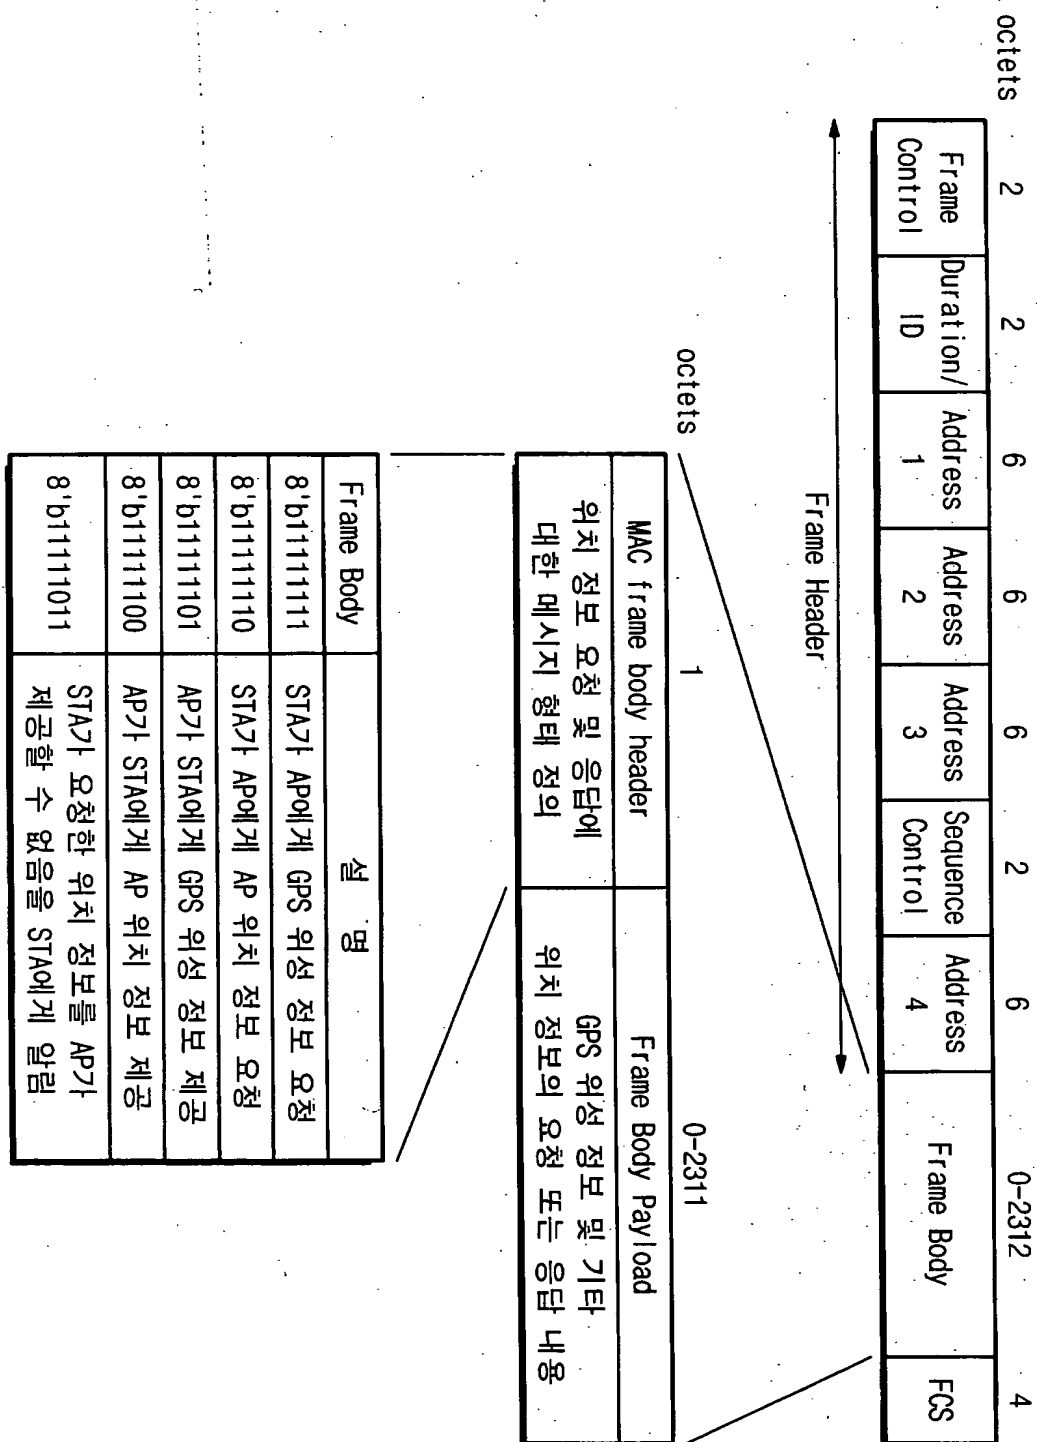 octets 2 2 6 6 6 2 6 0-2312 4
Frame Control
Duration/ ID
Address 1
Address 2
Address 3
Sequence Control
Address 4
Frame Body
FCS
Frame Header
octets 1 0-2311
MAC frame body header
위치 정보 요청 및 응답에
대한 메시지 형태 정의
Frame Body Payload
GPS 위성 정보 및 기타
위치 정보의 요청 또는 응답 내용
Frame Body 설 명
8'b11111111 STA가 AP에게 GPS 위성 정보 요청
8'b11111110 STA가 AP에게 AP 위치 정보 요청
8'b11111101 AP가 STA에게 GPS 위성 정보 제공
8'b11111100 AP가 STA에게 AP 위치 정보 제공
8'b11111011 STA가 요청한 위치 정보를 AP가
제공할 수 없음을 STA에게 알림